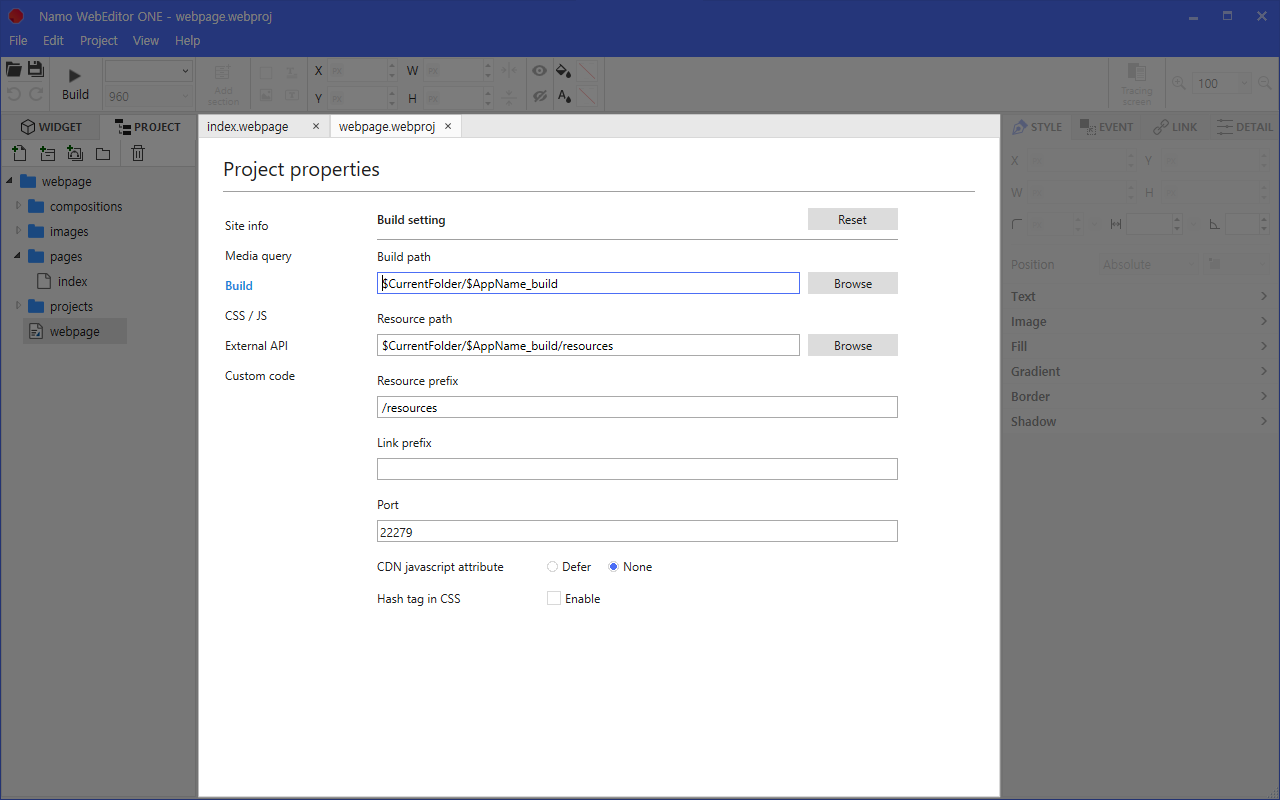 Namo WebEditor ONE - webpage.webproj
File Edit Project View Help
Build
960
Add section
X PX W PX
Y PX H PX
Tracing screen
100
WIDGET PROJECT
index.webpage × webpage.webproj ×
STYLE EVENT LINK DETAIL
webpage
compositions
images
pages
index
projects
webpage
Project properties
Site info
Media query
Build
CSS / JS
External API
Custom code
Build setting Reset
Build path
$CurrentFolder/$AppName_build Browse
Resource path
$CurrentFolder/$AppName_build/resources Browse
Resource prefix
/resources
Link prefix
Port
22279
CDN javascript attribute Defer None
Hash tag in CSS Enable
X Y
W H
Position Absolute
Text
Image
Fill
Gradient
Border
Shadow